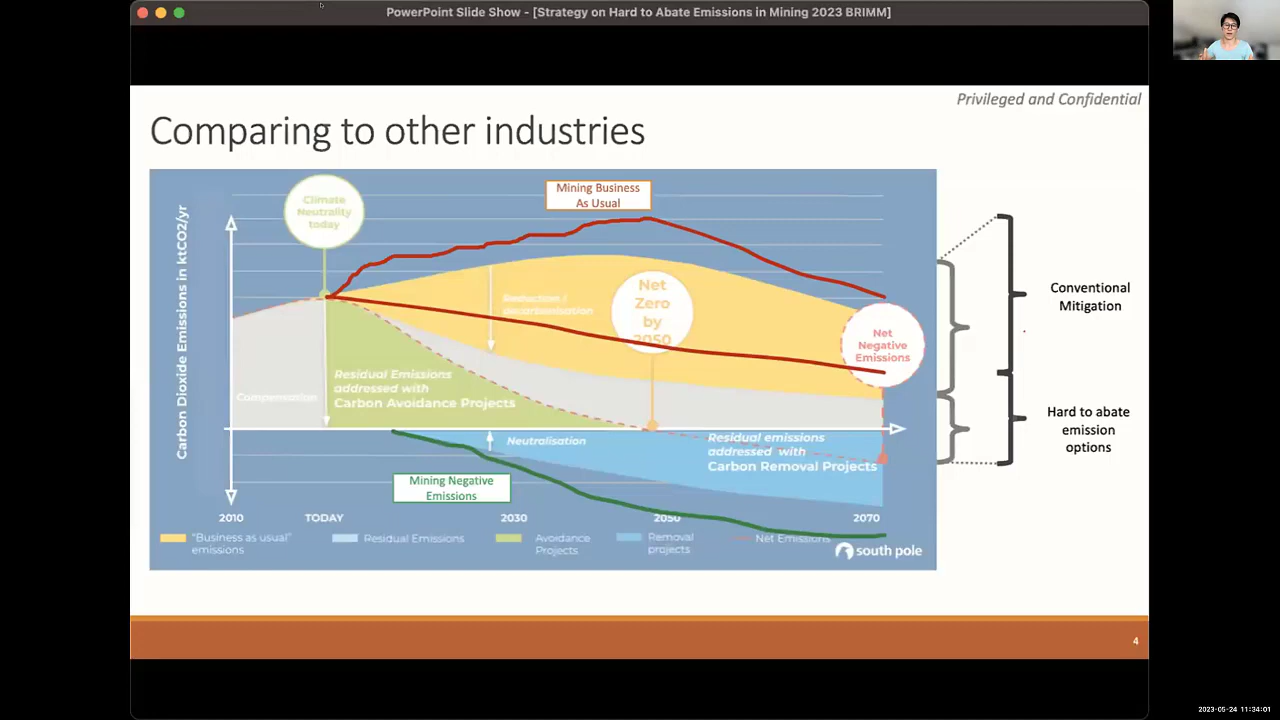 PowerPoint Slide Show - [Strategy on Hard to Abate Emissions in Mining 2023 BRIMM]
Privileged and Confidential
Comparing to other industries
Mining Business
As Usual
Climate
Neutrality
today
Carbon Dioxide Emissions in ktCO2/yr
Reduction /
decarbonisation
Net
Zero
by
2050
Net
Negative
Emissions
Conventional
Mitigation
Residual Emissions
addressed with
Carbon Avoidance Projects
Compensation
Hard to abate
emission
options
Neutralisation
Residual emissions
addressed with
Carbon Removal Projects
Mining Negative
Emissions
2010
TODAY
2030
2050
2070
"Business as usual"
emissions
Residual Emissions
Avoidance
Projects
Removal
projects
Net Emissions
south pole
4
2023-05-24 11:34:01